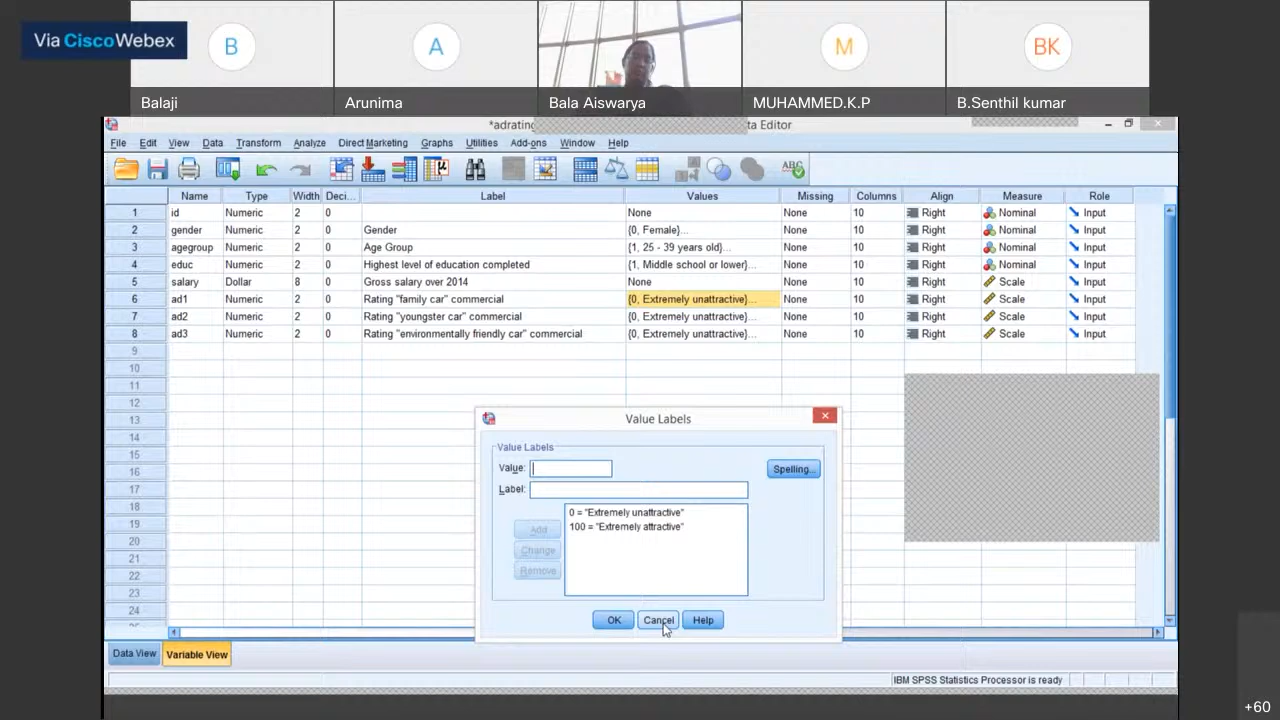 Via CiscoWebex
B
A
M
BK
Balaji
Arunima
Bala Aiswarya
MUHAMMED.K.P
B.Senthil kumar
*adrating
ta Editor
File Edit View Data Transform Analyze Direct Marketing Graphs Utilities Add-ons Window Help
Name Type Width Deci... Label Values Missing Columns Align Measure Role
1 id Numeric 2 0 None None 10 Right Nominal Input
2 gender Numeric 2 0 Gender {0, Female}... None 10 Right Nominal Input
3 agegroup Numeric 2 0 Age Group {1, 25 - 39 years old}... None 10 Right Nominal Input
4 educ Numeric 2 0 Highest level of education completed {1, Middle school or lower}... None 10 Right Nominal Input
5 salary Dollar 8 0 Gross salary over 2014 None None 10 Right Scale Input
6 ad1 Numeric 2 0 Rating "family car" commercial {0, Extremely unattractive}... None 10 Right Scale Input
7 ad2 Numeric 2 0 Rating "youngster car" commercial {0, Extremely unattractive}... None 10 Right Scale Input
8 ad3 Numeric 2 0 Rating "environmentally friendly car" commercial {0, Extremely unattractive}... None 10 Right Scale Input
9
10
11
12
13
14
15
16
17
18
19
20
21
22
23
24
Value Labels
Value Labels
Value:
Spelling...
Label:
0 = "Extremely unattractive"
100 = "Extremely attractive"
Add
Change
Remove
OK Cancel Help
Data View Variable View
IBM SPSS Statistics Processor is ready
+60